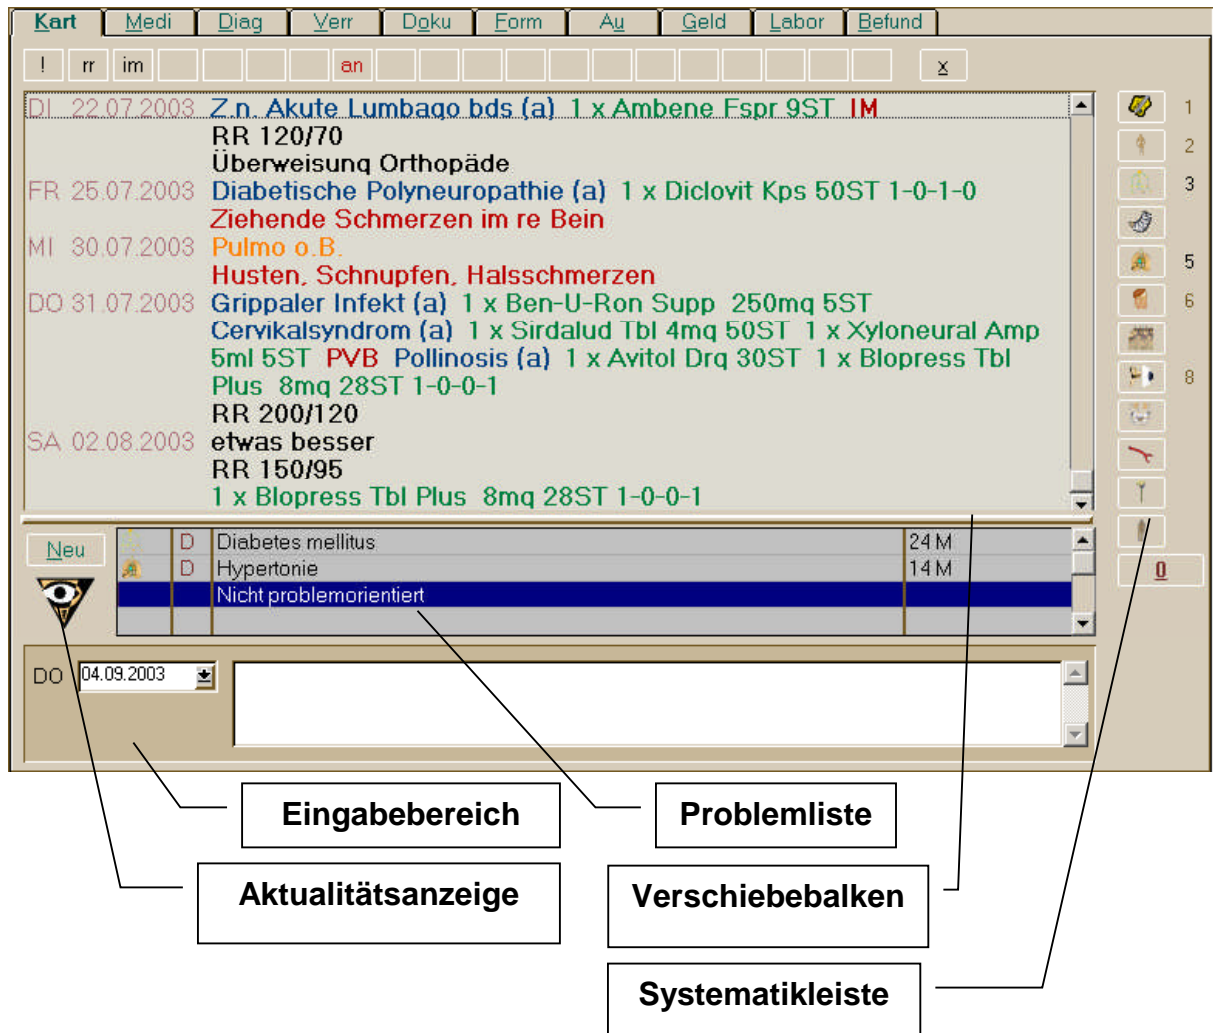 Kart Medi Diag Verr Doku Form Au Geld Labor Befund
! rr im an x
DI 22.07.2003 Z.n. Akute Lumbago bds (a) 1 x Ambene Fspr 9ST IM
RR 120/70
Überweisung Orthopäde
FR 25.07.2003 Diabetische Polyneuropathie (a) 1 x Diclovit Kps 50ST 1-0-1-0
Ziehende Schmerzen im re Bein
MI 30.07.2003 Pulmo o.B.
Husten, Schnupfen, Halsschmerzen
DO 31.07.2003 Grippaler Infekt (a) 1 x Ben-U-Ron Supp 250mg 5ST
Cervikalsyndrom (a) 1 x Sirdalud Tbl 4mg 50ST 1 x Xyloneural Amp
5ml 5ST PVB Pollinosis (a) 1 x Avitol Drg 30ST 1 x Blopress Tbl
Plus 8mg 28ST 1-0-0-1
RR 200/120
SA 02.08.2003 etwas besser
RR 150/95
1 x Blopress Tbl Plus 8mg 28ST 1-0-0-1
1
2
3
5
6
8
0
Neu
D Diabetes mellitus 24 M
D Hypertonie 14 M
Nicht problemorientiert
DO 04.09.2003
Eingabebereich
Problemliste
Aktualitätsanzeige
Verschiebebalken
Systematikleiste